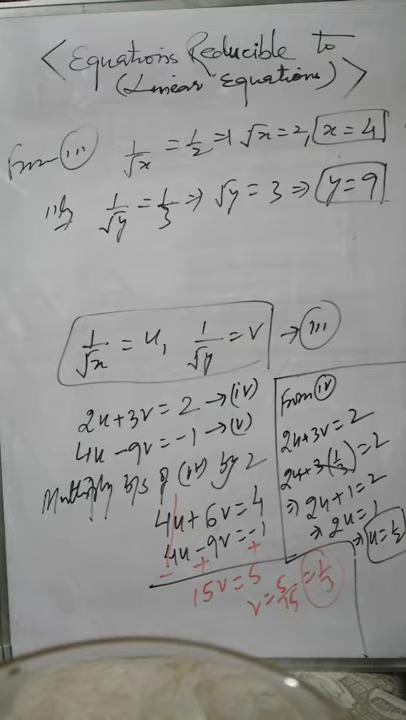 < Equations Reducible to
(Linear Equations) >
From (iii) 1/√x = 1/2 ⇒ √x = 2, x = 4
lly 1/√y = 1/3 ⇒ √y = 3 ⇒ y = 9
1/√x = u, 1/√y = v → (iii)
2u + 3v = 2 → (iv)
4u - 9v = -1 → (v)
Multiply b/s of (iv) by 2
4u + 6v = 4
4u - 9v = -1
- + +
15v = 5
v = 5/15 = 1/3
From (iv)
2u + 3v = 2
2u + 3(1/3) = 2
⇒ 2u + 1 = 2
⇒ 2u = 1
⇒ u = 1/2